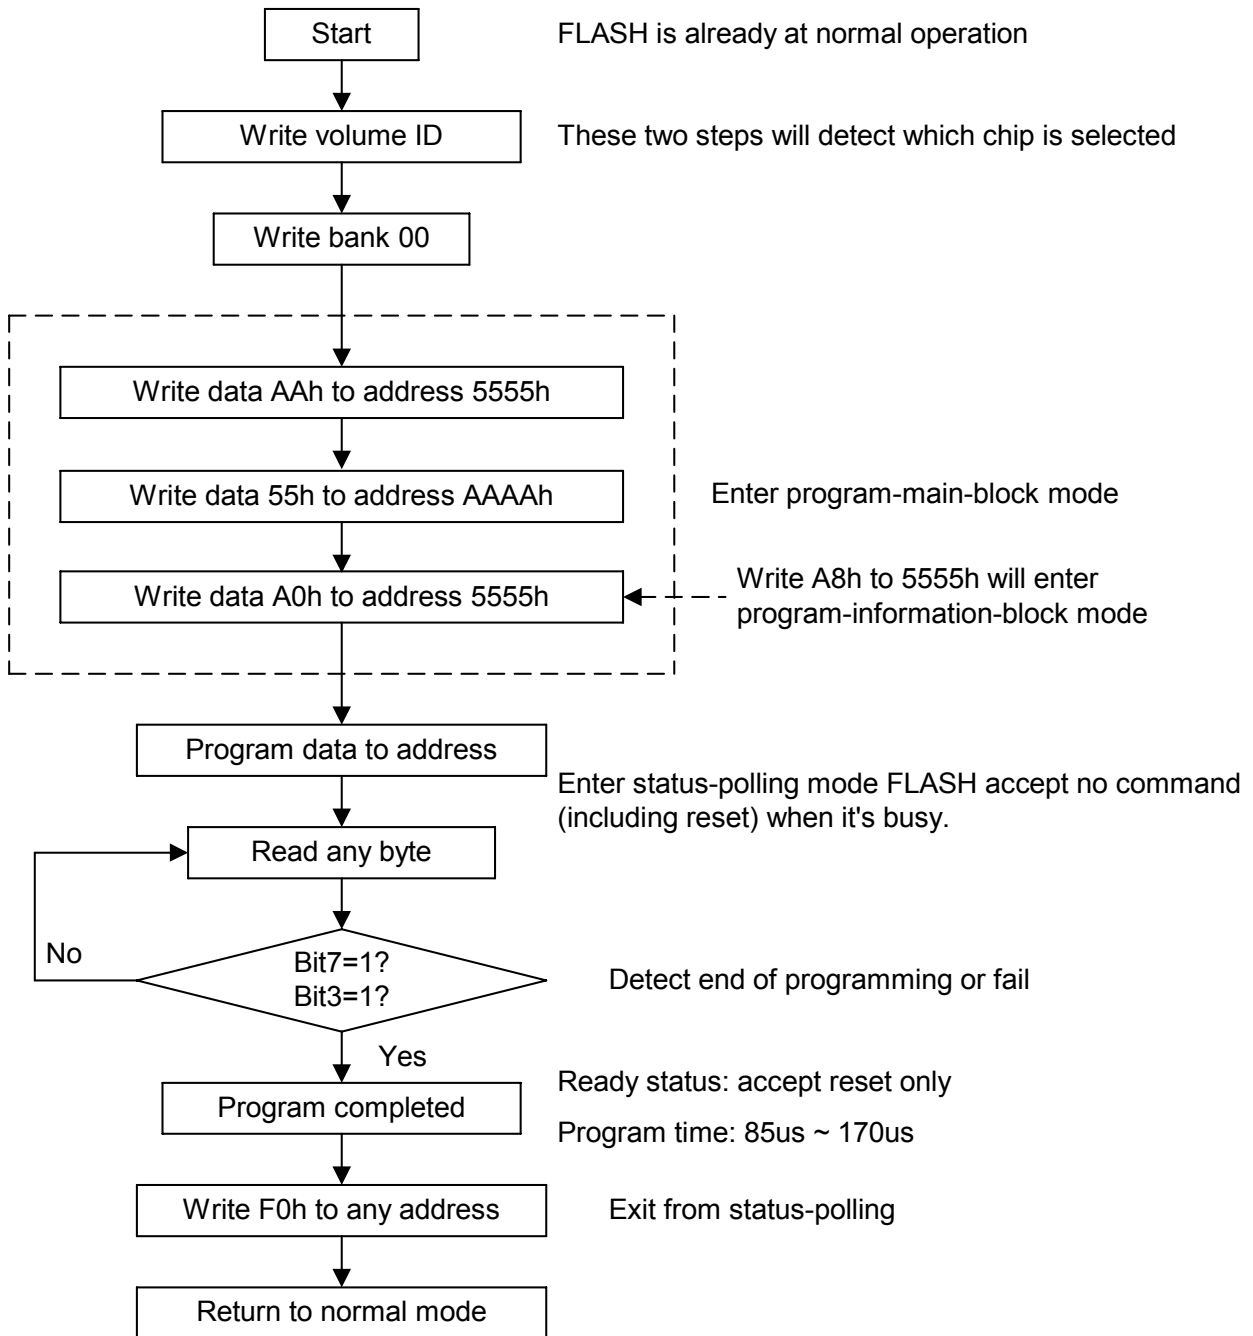 Start
FLASH is already at normal operation
Write volume ID
These two steps will detect which chip is selected
Write bank 00
Write data AAh to address 5555h
Write data 55h to address AAAAh
Enter program-main-block mode
Write data A0h to address 5555h
Write A8h to 5555h will enter
program-information-block mode
Program data to address
Enter status-polling mode FLASH accept no command
(including reset) when it's busy.
Read any byte
No
Bit7=1?
Bit3=1?
Detect end of programming or fail
Yes
Ready status: accept reset only
Program completed
Program time: 85us ~ 170us
Write F0h to any address
Exit from status-polling
Return to normal mode